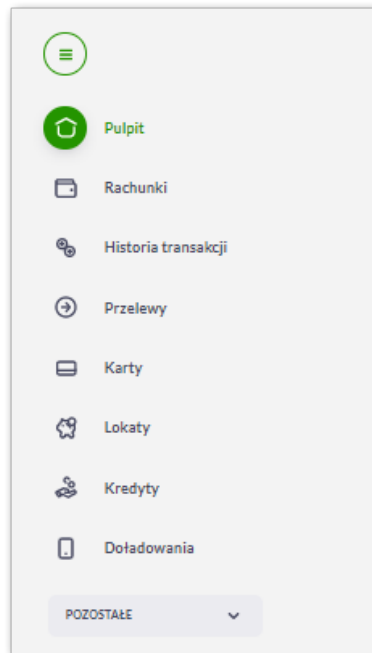 Pulpit
Rachunki
Historia transakcji
Przelewy
Karty
Lokaty
Kredyty
Doładowania
POZOSTAŁE